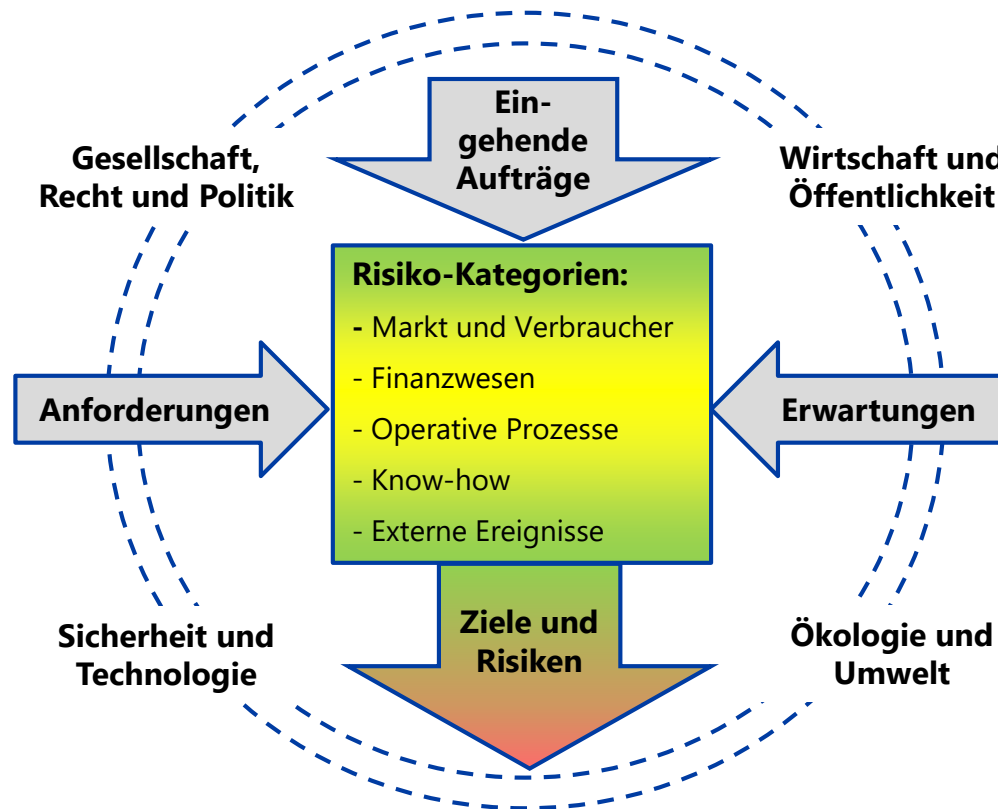 Ein-
gehende
Aufträge
Gesellschaft,
Recht und Politik
Wirtschaft und
Öffentlichkeit
Risiko-Kategorien:
- Markt und Verbraucher
- Finanzwesen
- Operative Prozesse
- Know-how
- Externe Ereignisse
Anforderungen
Erwartungen
Sicherheit und
Technologie
Ziele und
Risiken
Ökologie und
Umwelt